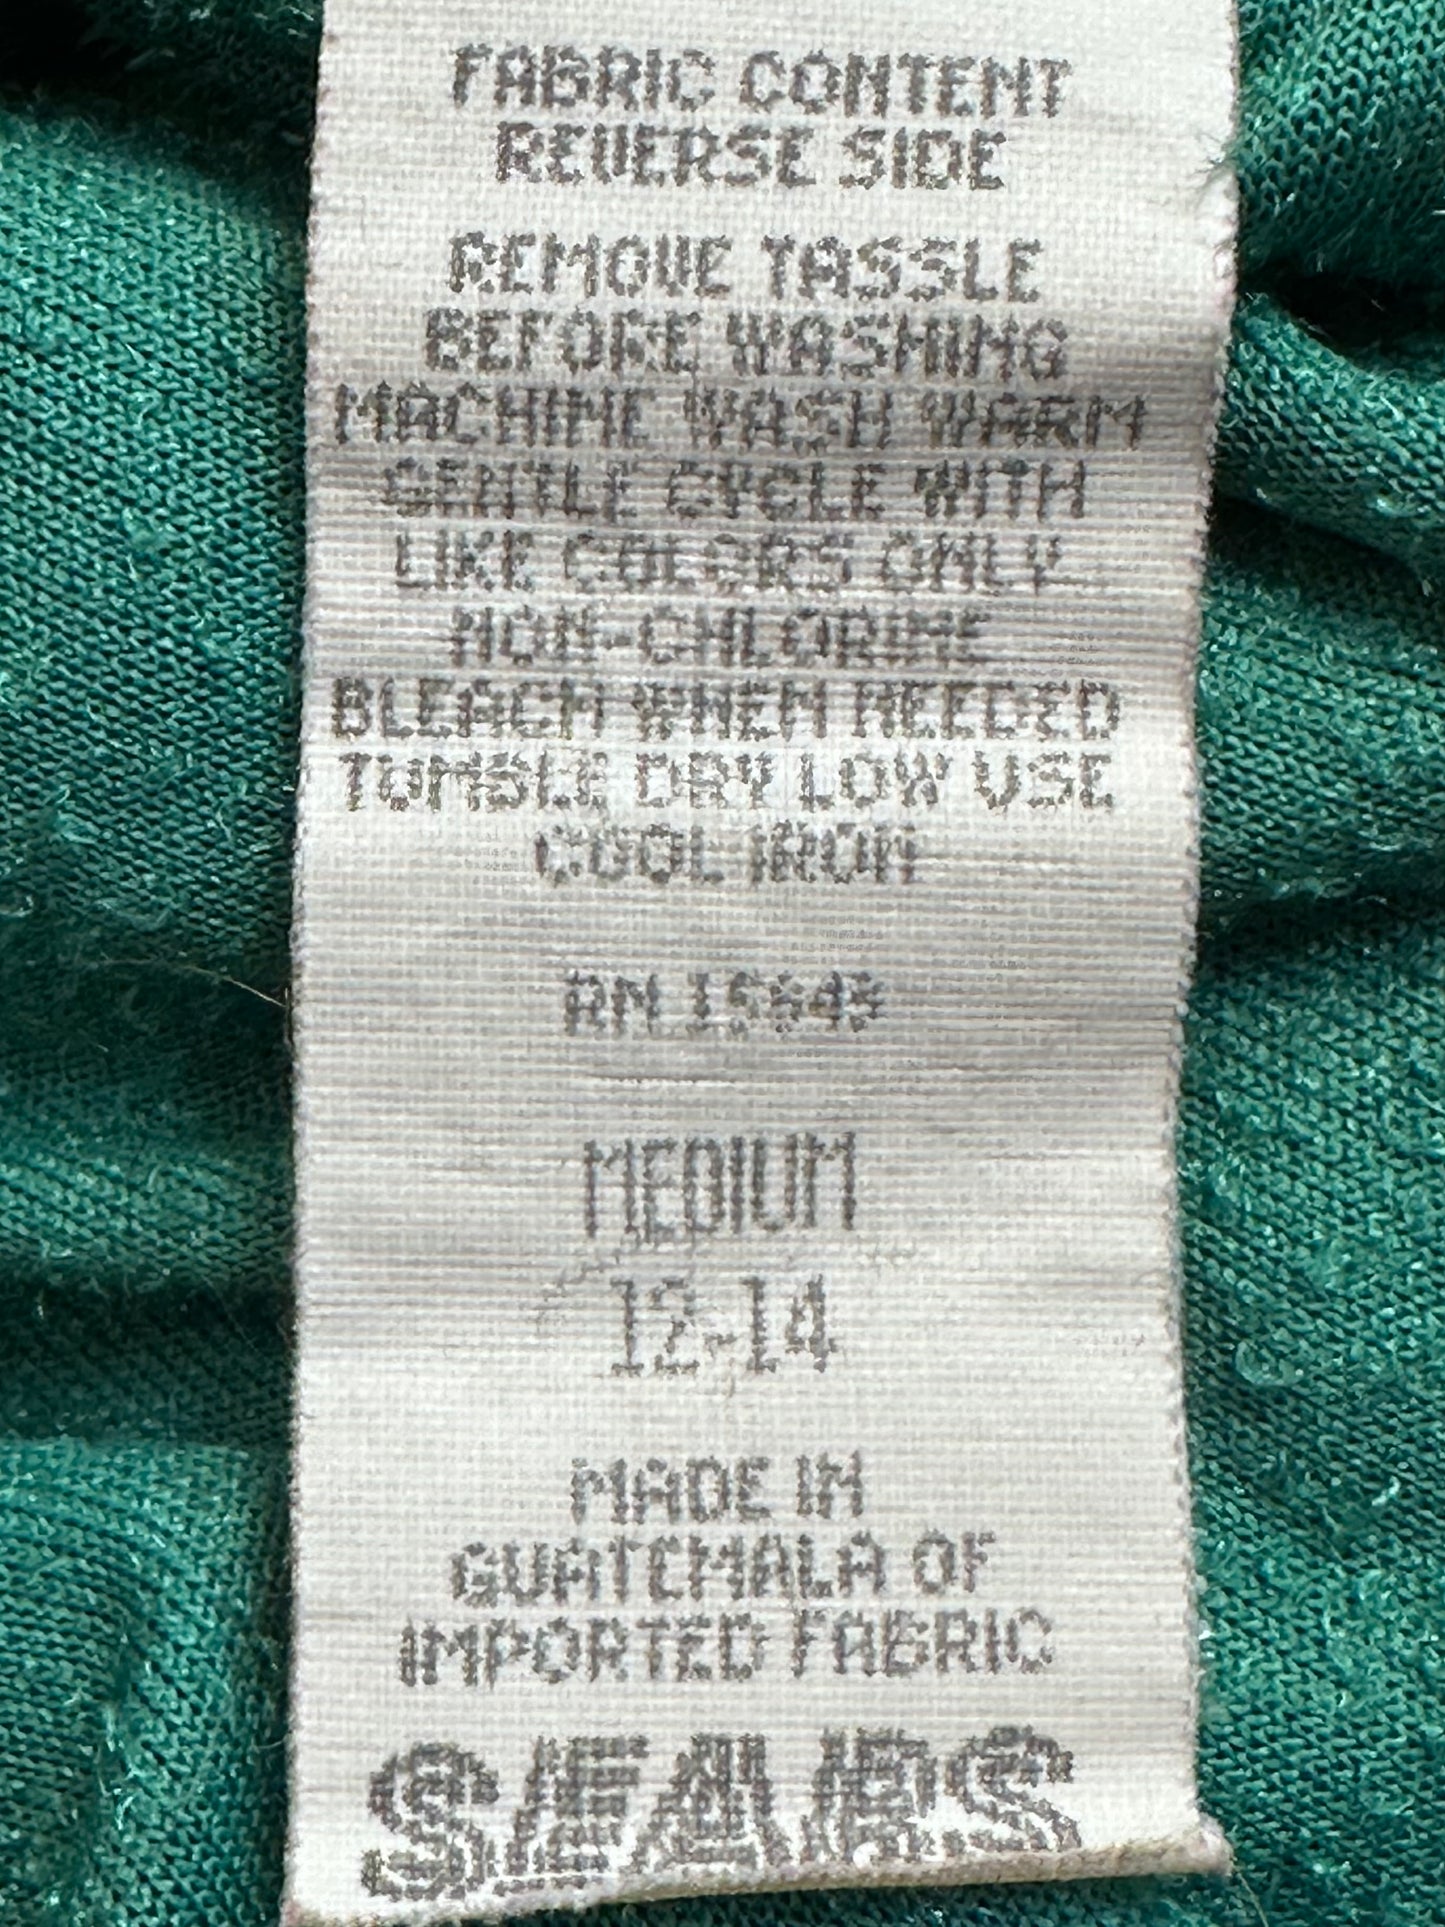 FABRIC CONTENT
REVERSE SIDE
REMOVE TASSLE
BEFORE WASHING
MACHINE WASH WARM
GENTLE CYCLE WITH
LIKE COLORS ONLY
NON-CHLORINE
BLEACH WHEN NEEDED
TUMBLE DRY LOW USE
COOL IRON
RN 15643
MEDIUM
12-14
MADE IN
GUATEMALA OF
IMPORTED FABRIC
SEARS